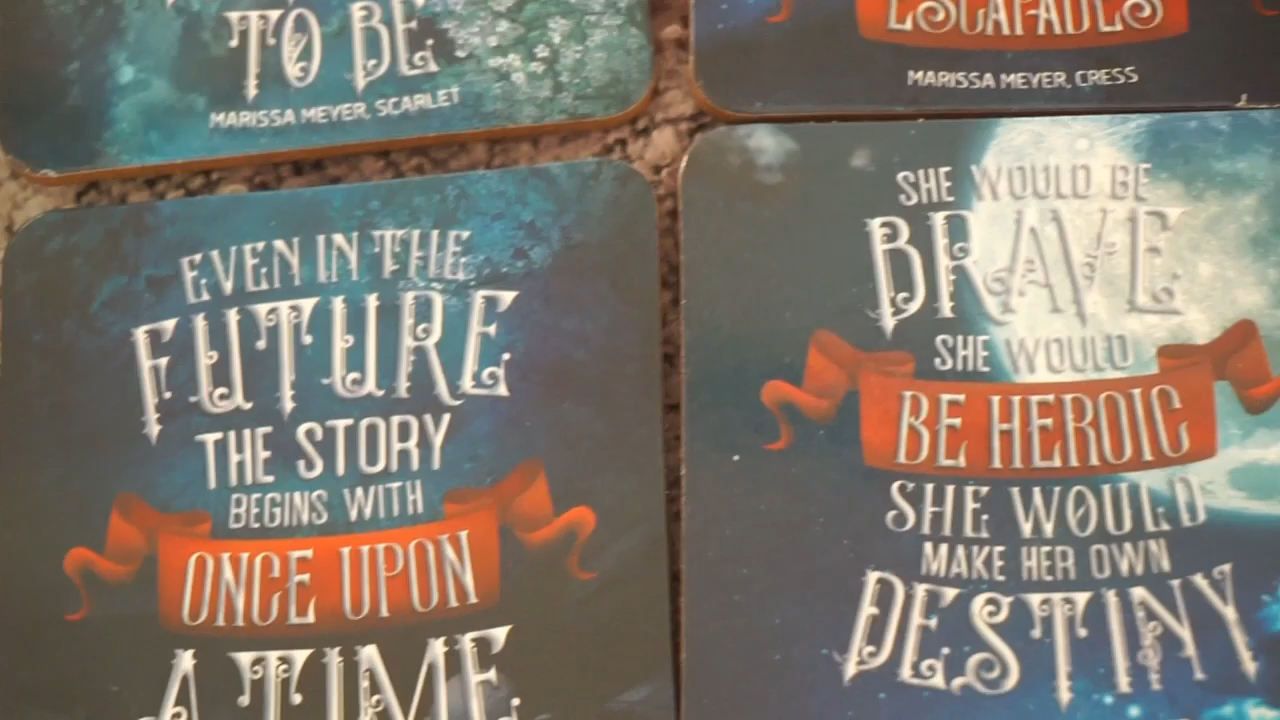 TO BE
MARISSA MEYER, SCARLET
ESCAPADES
MARISSA MEYER, CRESS
EVEN IN THE
FUTURE
THE STORY
BEGINS WITH
ONCE UPON
A TIME
SHE WOULD BE
BRAVE
SHE WOULD
BE HEROIC
SHE WOULD
MAKE HER OWN
DESTINY